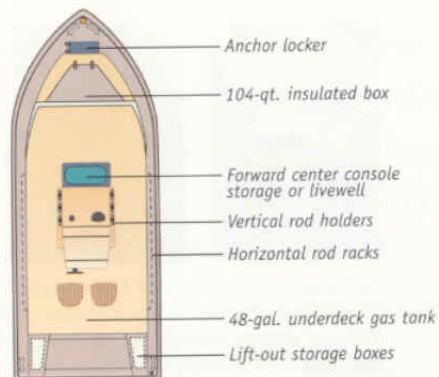 Anchor locker
104-qt. insulated box
Forward center console
storage or livewell
Vertical rod holders
Horizontal rod racks
48-gal. underdeck gas tank
Lift-out storage boxes